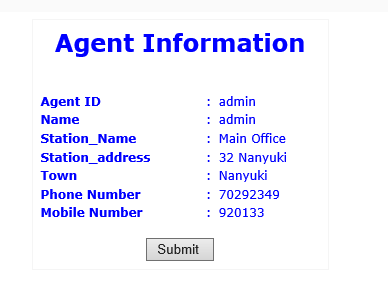 Agent Information
Agent ID : admin
Name : admin
Station_Name : Main Office
Station_address : 32 Nanyuki
Town : Nanyuki
Phone Number : 70292349
Mobile Number : 920133
Submit